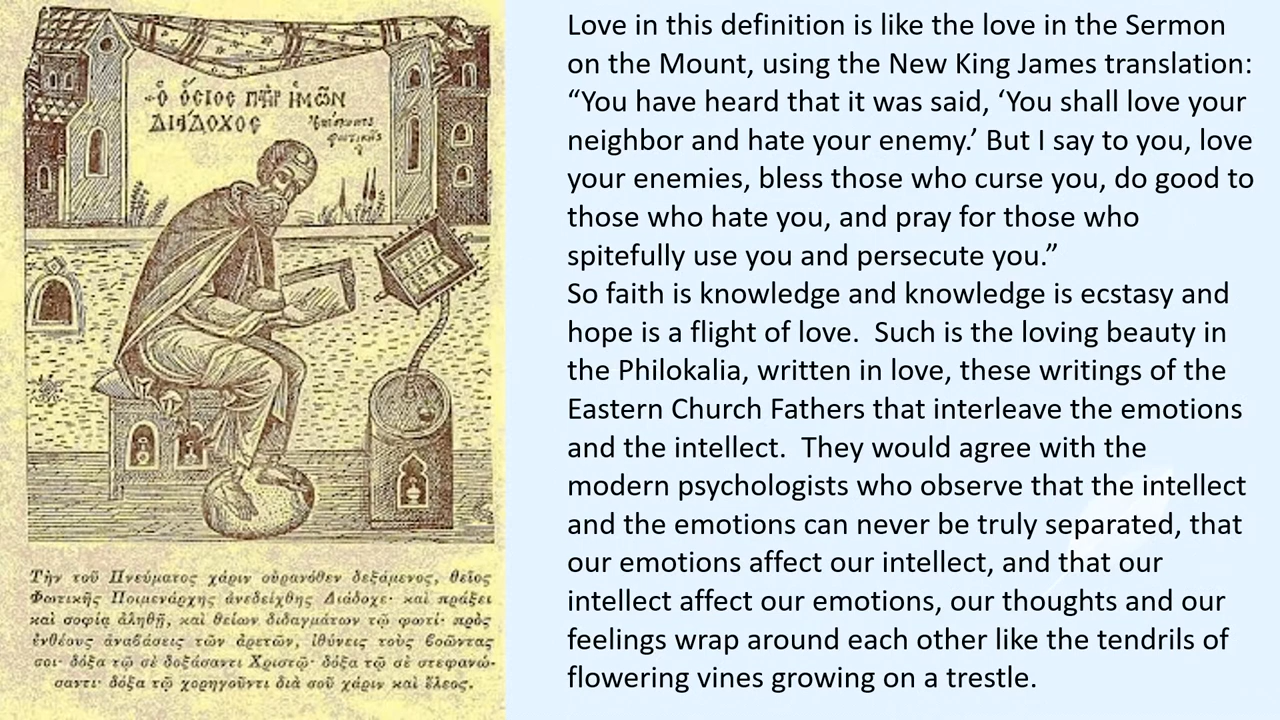 ὁ ὅσιος πτὴρ ἡμῶν
ΔΙΆΔΟΧΟΣ
Τὴν τοῦ Πνεύματος χάριν οὐρανόθεν δεξάμενος, θεῖος
Φωτικῆς Ποιμενάρχης ἀνεδείχθης Διάδοχε· καὶ πράξει
καὶ σοφίᾳ ἀληθῇ, καὶ θείων διδαγμάτων τῷ φωτί· πρὸς
ἐνθέους ἀναβάσεις τῶν ἀρετῶν, ἰθύνεις τοὺς βοῶντας
σοι· δόξα τῷ σὲ δοξάσαντι Χριστῷ· δόξα τῷ σὲ στεφανώ-
σαντι· δόξα τῷ χορηγοῦντι διὰ σοῦ χάριν καὶ ἔλεος.
Love in this definition is like the love in the Sermon
on the Mount, using the New King James translation:
“You have heard that it was said, ‘You shall love your
neighbor and hate your enemy.’ But I say to you, love
your enemies, bless those who curse you, do good to
those who hate you, and pray for those who
spitefully use you and persecute you.”
So faith is knowledge and knowledge is ecstasy and
hope is a flight of love.  Such is the loving beauty in
the Philokalia, written in love, these writings of the
Eastern Church Fathers that interleave the emotions
and the intellect.  They would agree with the
modern psychologists who observe that the intellect
and the emotions can never be truly separated, that
our emotions affect our intellect, and that our
intellect affect our emotions, our thoughts and our
feelings wrap around each other like the tendrils of
flowering vines growing on a trestle.